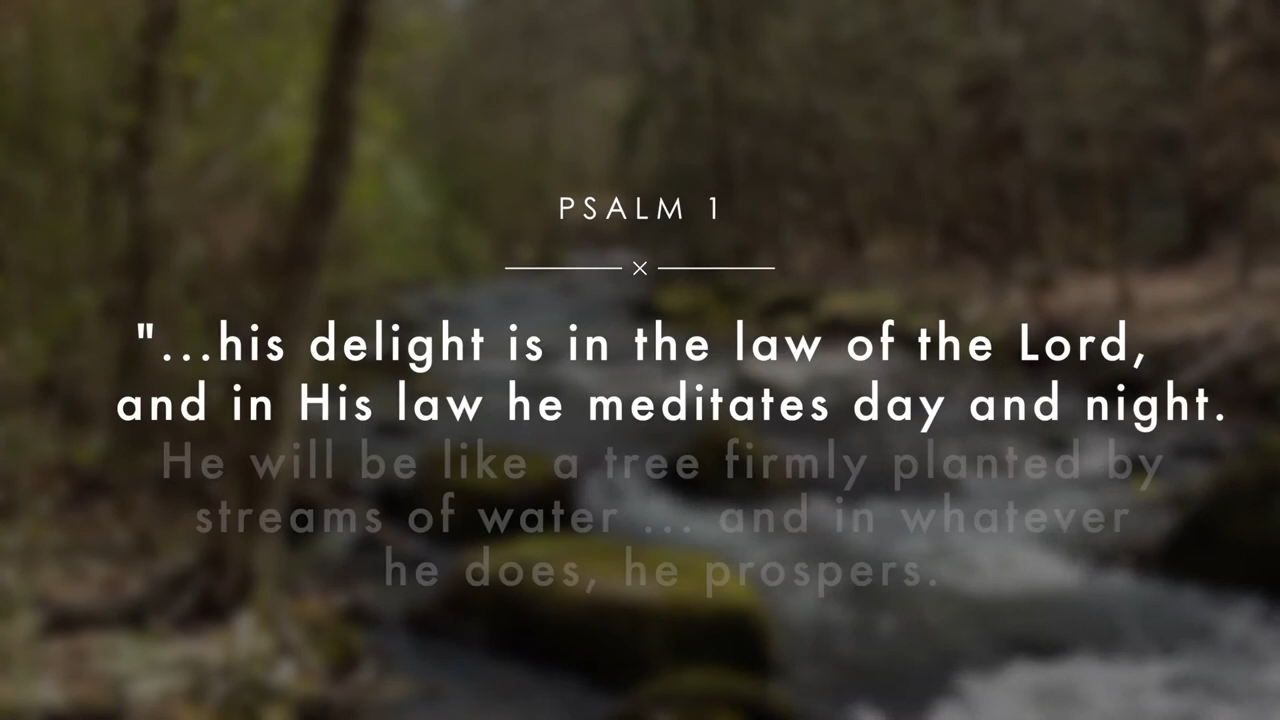 PSALM 1
"...his delight is in the law of the Lord,
and in His law he meditates day and night.
He will be like a tree firmly planted by
streams of water ... and in whatever
he does, he prospers.